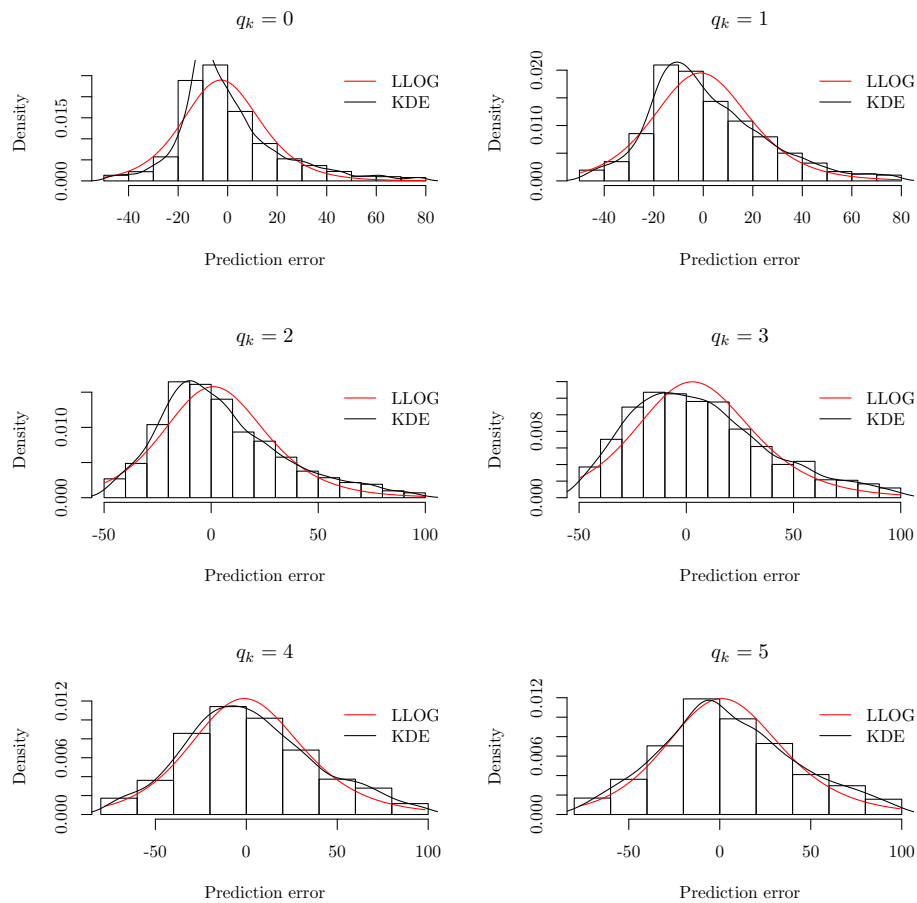 q_k = 0
Density
0.000 0.015
LLOG
KDE
-40 -20 0 20 40 60 80
Prediction error
q_k = 1
Density
0.000 0.010 0.020
LLOG
KDE
-40 -20 0 20 40 60 80
Prediction error
q_k = 2
Density
0.000 0.010
LLOG
KDE
-50 0 50 100
Prediction error
q_k = 3
Density
0.000 0.008
LLOG
KDE
-50 0 50 100
Prediction error
q_k = 4
Density
0.000 0.006 0.012
LLOG
KDE
-50 0 50 100
Prediction error
q_k = 5
Density
0.000 0.006 0.012
LLOG
KDE
-50 0 50 100
Prediction error